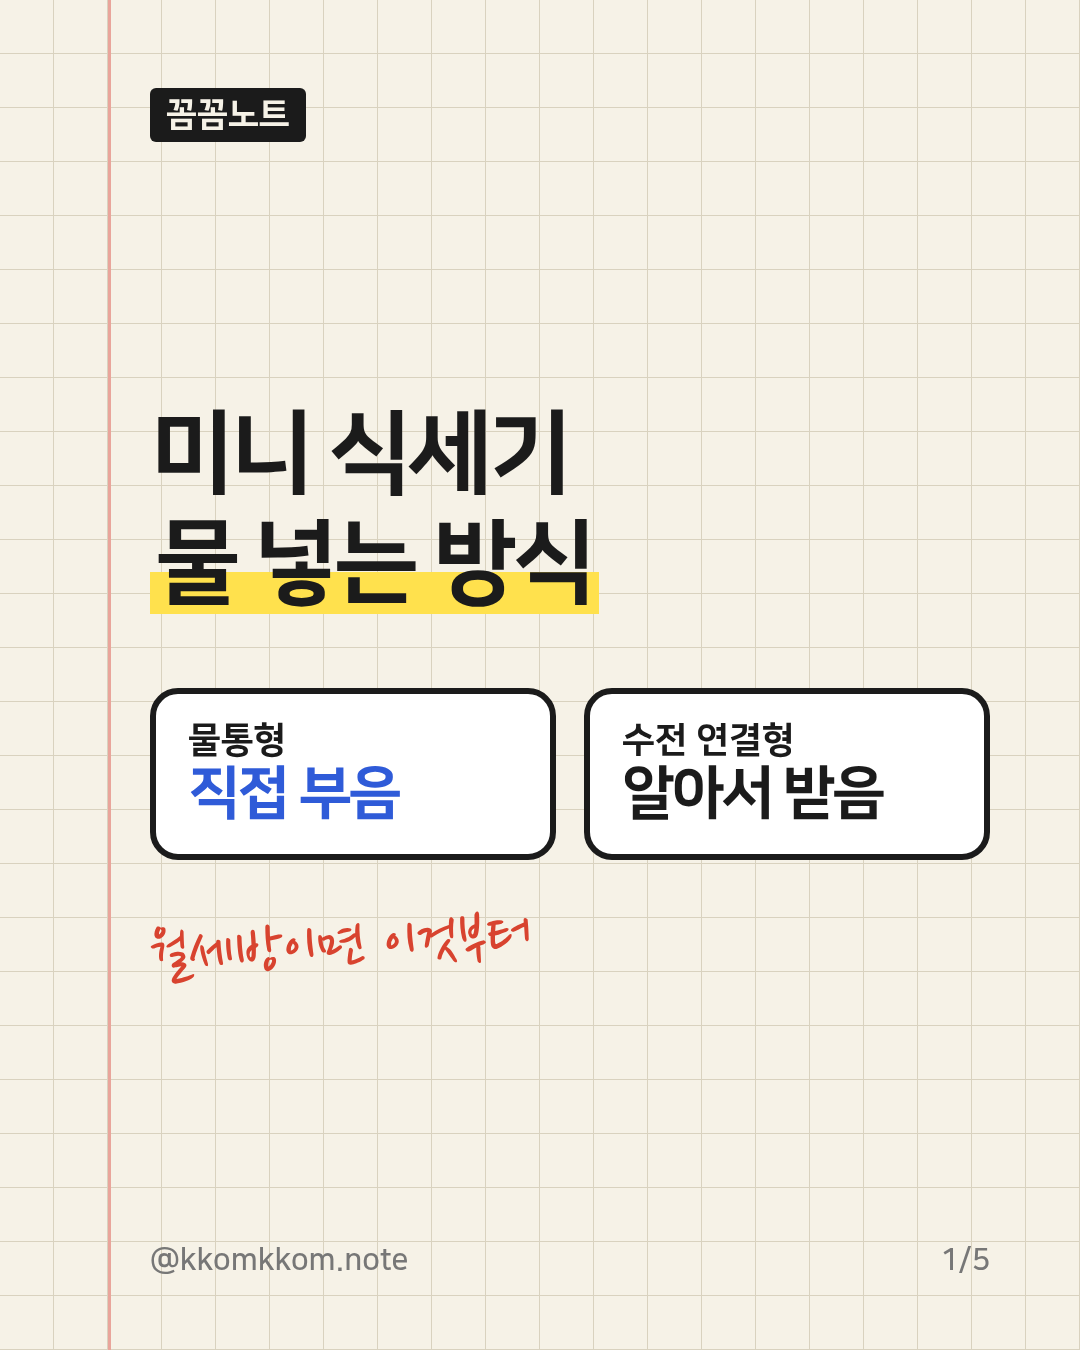 꼼꼼노트
미니 식세기
물 넣는 방식
물통형
직접 부음
수전 연결형
알아서 받음
월세방이면 이것부터
@kkomkkom.note
1/5